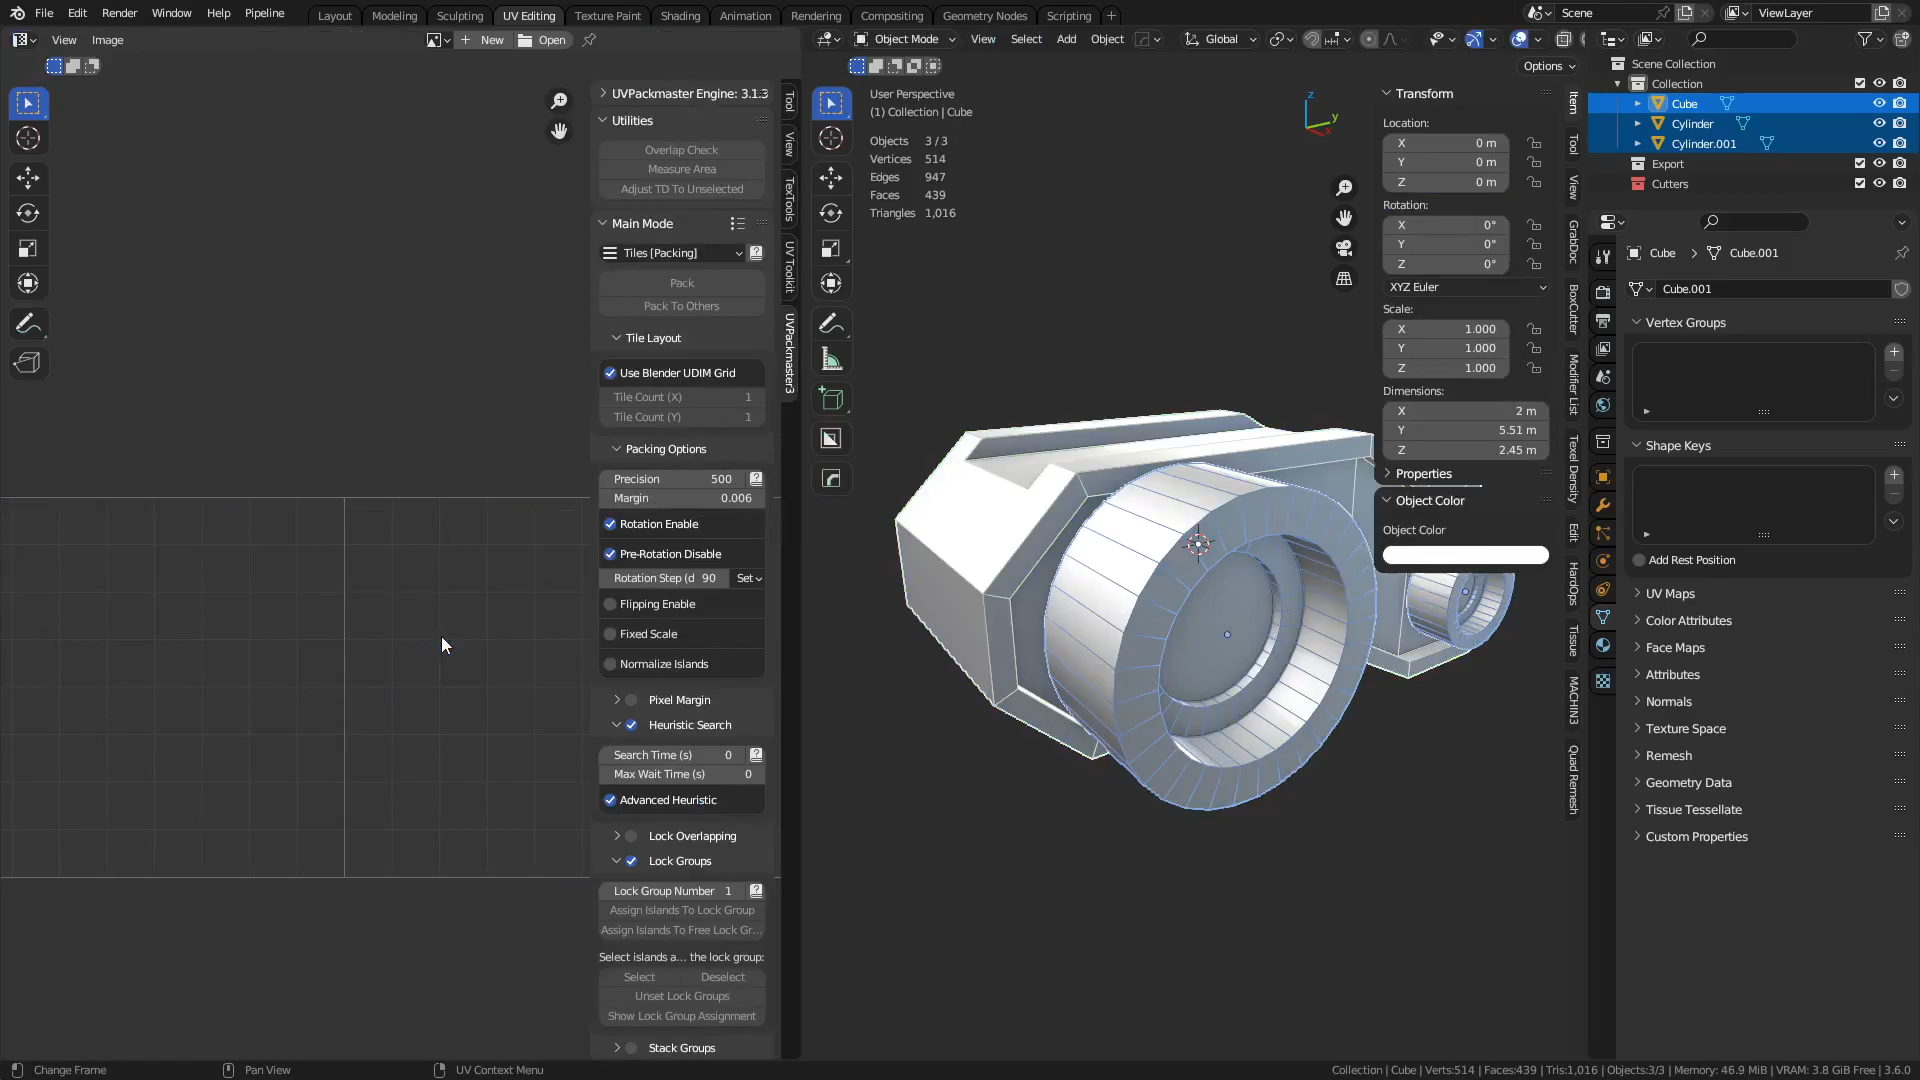 File Edit Render Window Help Pipeline
Layout Modeling Sculpting UV Editing Texture Paint Shading Animation Rendering Compositing Geometry Nodes Scripting +
Scene
ViewLayer
View Image
New Open
Object Mode View Select Add Object Global
Options
UVPackmaster Engine: 3.1.3
Utilities
Overlap Check
Measure Area
Adjust TD To Unselected
Main Mode
Tiles [Packing]
Pack
Pack To Others
Tile Layout
Use Blender UDIM Grid
Tile Count (X) 1
Tile Count (Y) 1
Packing Options
Precision 500
Margin 0.006
Rotation Enable
Pre-Rotation Disable
Rotation Step (d 90 Set
Flipping Enable
Fixed Scale
Normalize Islands
Pixel Margin
Heuristic Search
Search Time (s) 0
Max Wait Time (s) 0
Advanced Heuristic
Lock Overlapping
Lock Groups
Lock Group Number 1
Assign Islands To Lock Group
Assign Islands To Free Lock Gr...
Select islands a... the lock group:
Select Deselect
Unset Lock Groups
Show Lock Group Assignment
Stack Groups
Tool
View
TexTools
UV Toolkit
UVPackmaster3
User Perspective
(1) Collection | Cube
Objects 3 / 3
Vertices 514
Edges 947
Faces 439
Triangles 1,016
Z
Y
X
Transform
Location:
X 0 m
Y 0 m
Z 0 m
Rotation:
X 0°
Y 0°
Z 0°
XYZ Euler
Scale:
X 1.000
Y 1.000
Z 1.000
Dimensions:
X 2 m
Y 5.51 m
Z 2.45 m
Properties
Object Color
Object Color
Item
Tool
View
GrabDoc
BoxCutter
Modifier List
Texel Density
Edit
HardOps
Tissue
MACHIN3
Quad Remesh
Scene Collection
Collection
Cube
Cylinder
Cylinder.001
Export
Cutters
Cube > Cube.001
Cube.001
Vertex Groups
Shape Keys
Add Rest Position
UV Maps
Color Attributes
Face Maps
Attributes
Normals
Texture Space
Remesh
Geometry Data
Tissue Tessellate
Custom Properties
Change Frame Pan View UV Context Menu
Collection | Cube | Verts:514 | Faces:439 | Tris:1,016 | Objects:3/3 | Memory: 46.9 MiB | VRAM: 3.8 GiB Free | 3.6.0